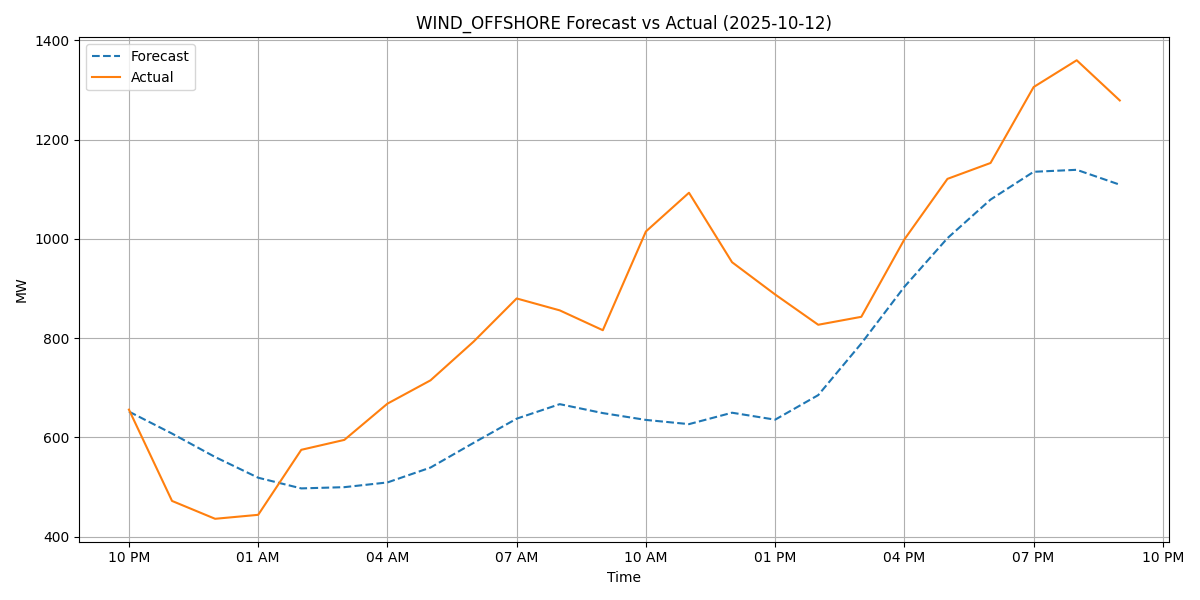 WIND_OFFSHORE Forecast vs Actual (2025-10-12)
Forecast
Actual
MW
1400
1200
1000
800
600
400
10 PM 01 AM 04 AM 07 AM 10 AM 01 PM 04 PM 07 PM 10 PM
Time